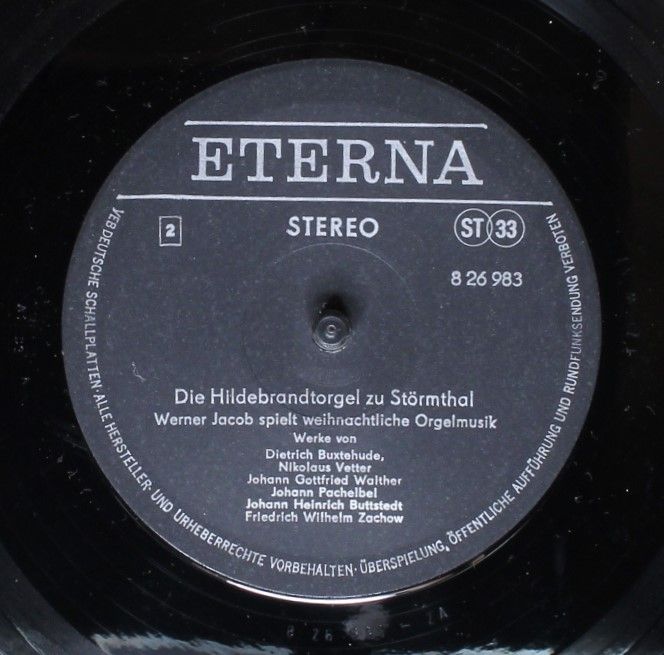 ETERNA
2
STEREO
ST 33
8 26 983
Die Hildebrandtorgel zu Störmthal
Werner Jacob spielt weihnachtliche Orgelmusik
Werke von
Dietrich Buxtehude,
Nikolaus Vetter
Johann Gottfried Walther
Johann Pachelbel
Johann Heinrich Buttstedt
Friedrich Wilhelm Zachow
VEB DEUTSCHE SCHALLPLATTEN · ALLE HERSTELLER- UND URHEBERRECHTE VORBEHALTEN · ÜBERSPIELUNG, ÖFFENTLICHE AUFFÜHRUNG UND RUNDFUNKSENDUNG VERBOTEN